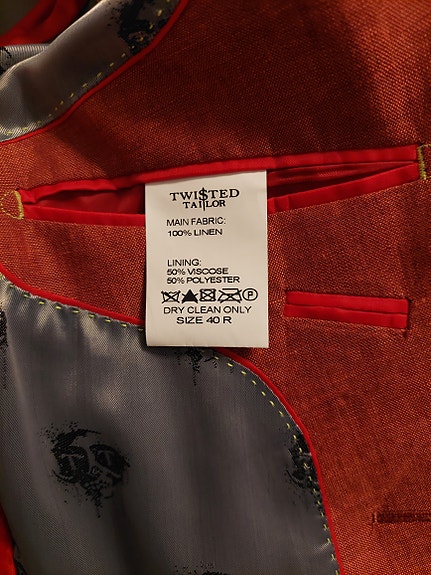 TWI$TED
TAILOR
MAIN FABRIC:
100% LINEN
LINING:
50% VISCOSE
50% POLYESTER
P
DRY CLEAN ONLY
SIZE 40 R